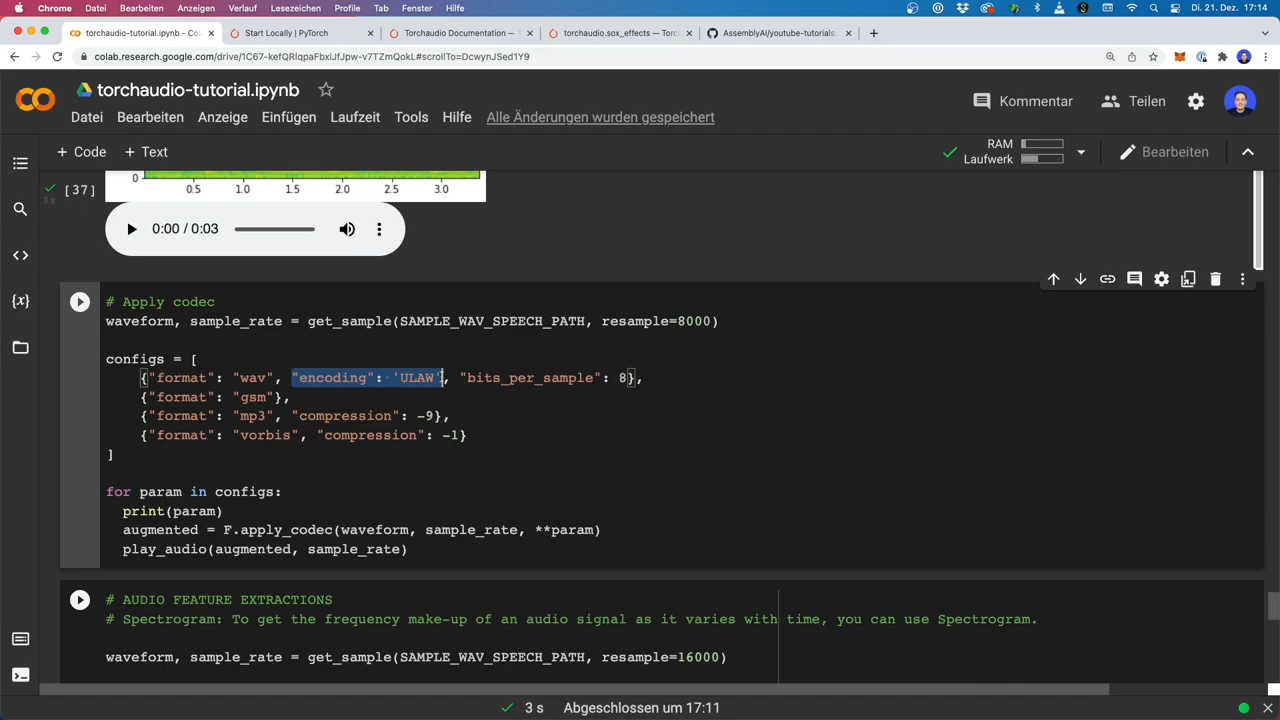 Chrome Datei Bearbeiten Anzeigen Verlauf Lesezeichen Profile Tab Fenster Hilfe Di. 21. Dez. 17:14
torchaudio-tutorial.ipynb - Col Start Locally | PyTorch Torchaudio Documentation — T torchaudio.sox_effects — Torc AssemblyAI/youtube-tutorials:
colab.research.google.com/drive/1C67-kefQRIqpaFbxiJfJpw-v7TZmQokL#scrollTo=DcwynJSed1Y9
torchaudio-tutorial.ipynb
Kommentar Teilen
Datei Bearbeiten Anzeige Einfügen Laufzeit Tools Hilfe Alle Änderungen wurden gespeichert
+ Code + Text
RAM
Laufwerk
Bearbeiten
0
[37]
3 s
0.5 1.0 1.5 2.0 2.5 3.0
0:00 / 0:03
# Apply codec
waveform, sample_rate = get_sample(SAMPLE_WAV_SPEECH_PATH, resample=8000)
configs = [
{"format": "wav", "encoding": 'ULAW', "bits_per_sample": 8},
{"format": "gsm"},
{"format": "mp3", "compression": -9},
{"format": "vorbis", "compression": -1}
]
for param in configs:
print(param)
augmented = F.apply_codec(waveform, sample_rate, **param)
play_audio(augmented, sample_rate)
# AUDIO FEATURE EXTRACTIONS
# Spectrogram: To get the frequency make-up of an audio signal as it varies with time, you can use Spectrogram.
waveform, sample_rate = get_sample(SAMPLE_WAV_SPEECH_PATH, resample=16000)
3 s Abgeschlossen um 17:11